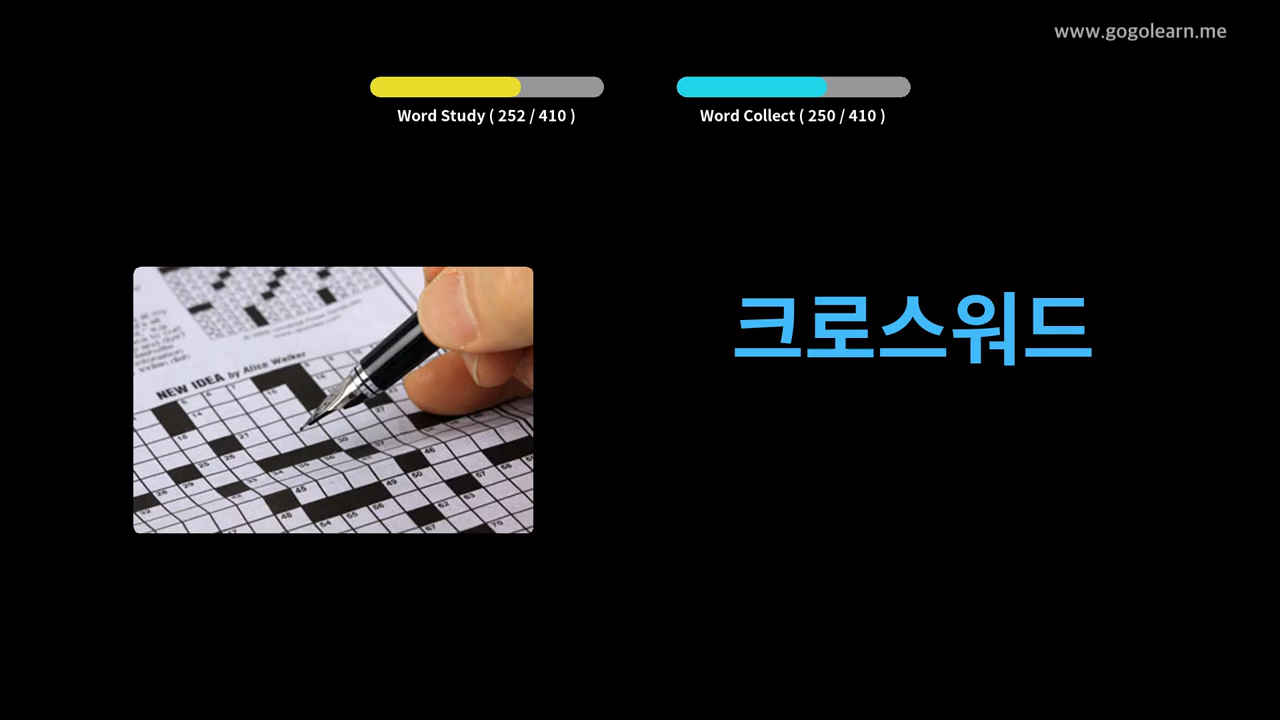 www.gogolearn.me
Word Study ( 252 / 410 )
Word Collect ( 250 / 410 )
크로스워드
NEW IDEA by Alice Walker